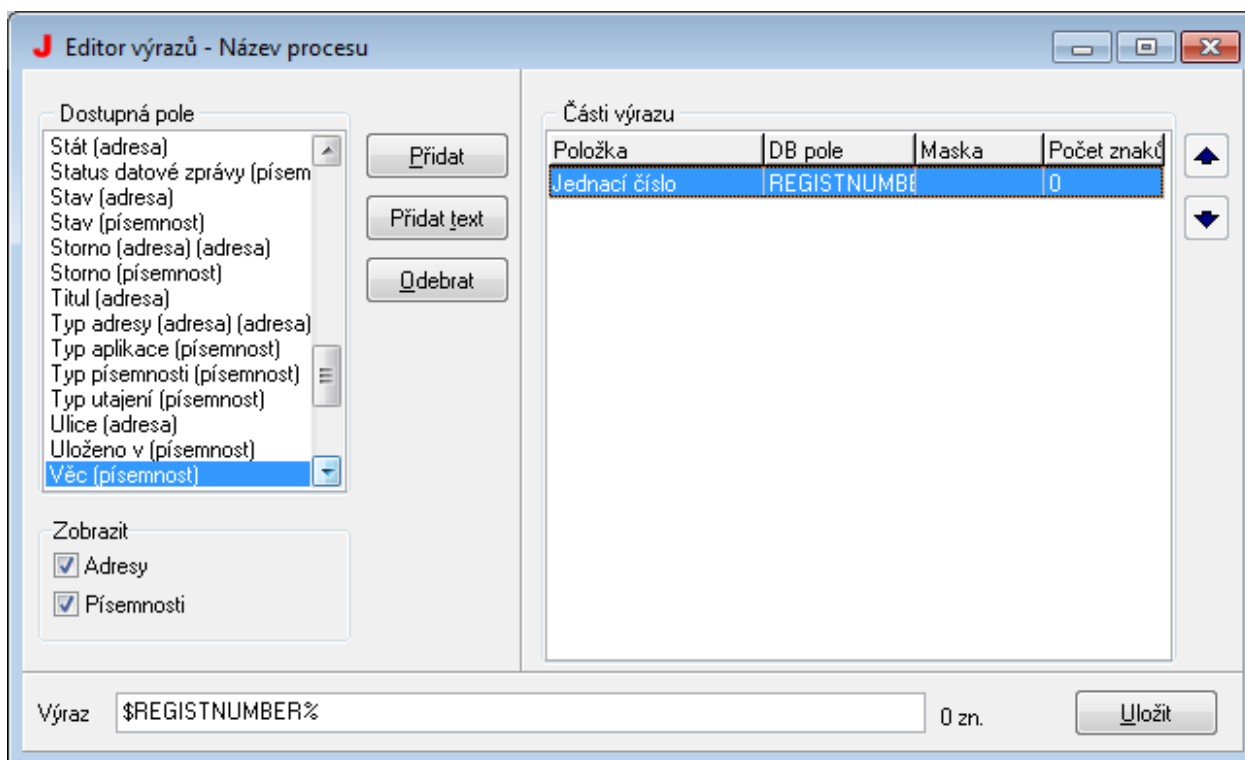 J Editor výrazů - Název procesu
Dostupná pole
Stát (adresa)
Status datové zprávy (písem
Stav (adresa)
Stav (písemnost)
Storno (adresa) (adresa)
Storno (písemnost)
Titul (adresa)
Typ adresy (adresa) (adresa)
Typ aplikace (písemnost)
Typ písemnosti (písemnost)
Typ utajení (písemnost)
Ulice (adresa)
Uloženo v (písemnost)
Věc (písemnost)
Přidat
Přidat text
Odebrat
Zobrazit
Adresy
Písemnosti
Části výrazu
Položka DB pole Maska Počet znaků
Jednací číslo REGISTNUMBE 0
Výraz $REGISTNUMBER% 0 zn. Uložit